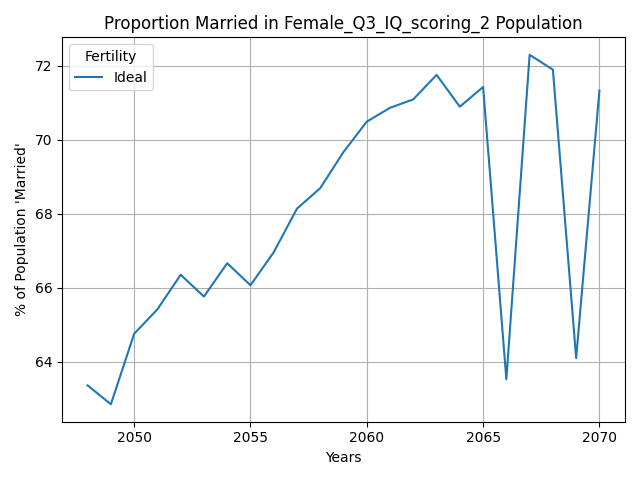 Proportion Married in Female_Q3_IQ_scoring_2 Population
Fertility
Ideal
% of Population 'Married'
72
70
68
66
64
2050
2055
2060
2065
2070
Years